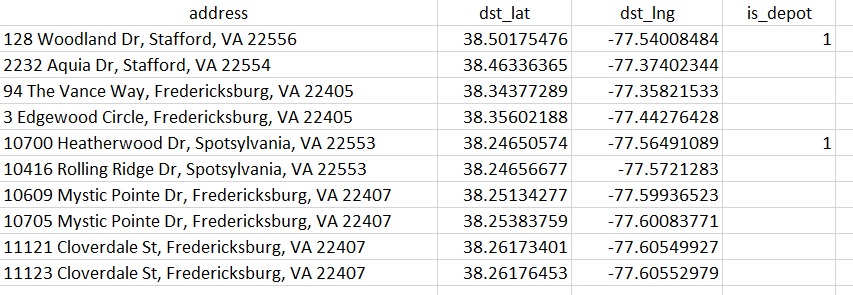 address dst_lat dst_lng is_depot
128 Woodland Dr, Stafford, VA 22556 38.50175476 -77.54008484 1
2232 Aquia Dr, Stafford, VA 22554 38.46336365 -77.37402344
94 The Vance Way, Fredericksburg, VA 22405 38.34377289 -77.35821533
3 Edgewood Circle, Fredericksburg, VA 22405 38.35602188 -77.44276428
10700 Heatherwood Dr, Spotsylvania, VA 22553 38.24650574 -77.56491089 1
10416 Rolling Ridge Dr, Spotsylvania, VA 22553 38.24656677 -77.5721283
10609 Mystic Pointe Dr, Fredericksburg, VA 22407 38.25134277 -77.59936523
10705 Mystic Pointe Dr, Fredericksburg, VA 22407 38.25383759 -77.60083771
11121 Cloverdale St, Fredericksburg, VA 22407 38.26173401 -77.60549927
11123 Cloverdale St, Fredericksburg, VA 22407 38.26176453 -77.60552979